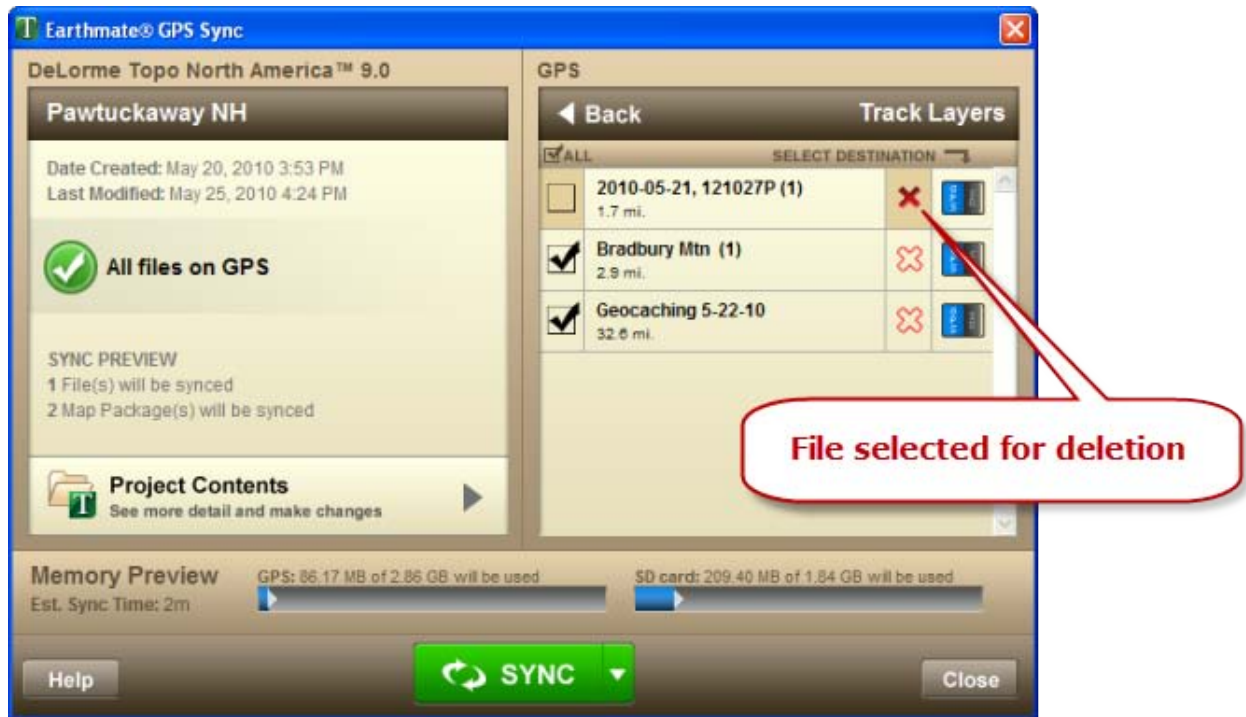 Earthmate® GPS Sync
DeLorme Topo North America™ 9.0
Pawtuckaway NH
Date Created: May 20, 2010 3:53 PM
Last Modified: May 25, 2010 4:24 PM
All files on GPS
SYNC PREVIEW
1 File(s) will be synced
2 Map Package(s) will be synced
Project Contents
See more detail and make changes
GPS
Back
Track Layers
ALL
SELECT DESTINATION
2010-05-21, 121027P (1)
1.7 mi.
Bradbury Mtn (1)
2.9 mi.
Geocaching 5-22-10
32.6 mi.
File selected for deletion
Memory Preview
Est. Sync Time: 2m
GPS: 86.17 MB of 2.86 GB will be used
SD card: 209.40 MB of 1.84 GB will be used
Help
SYNC
Close